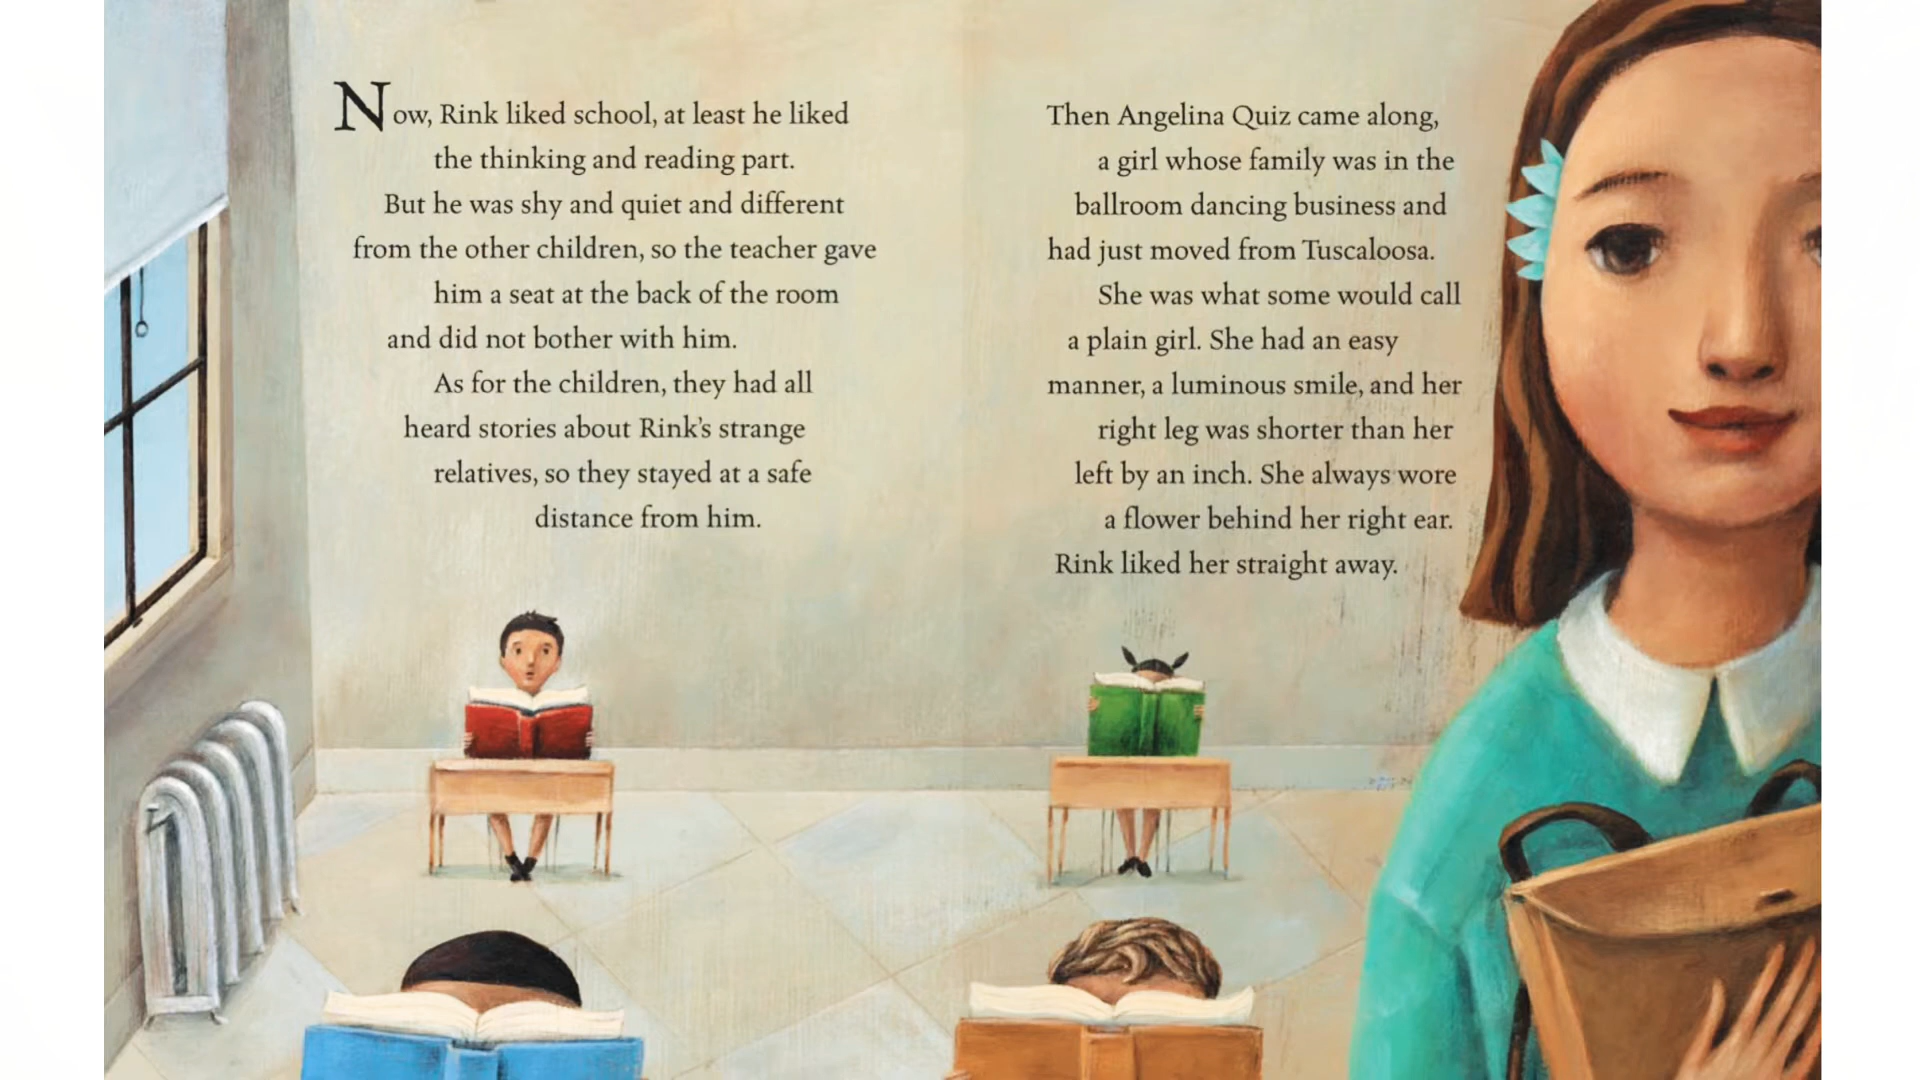 Now, Rink liked school, at least he liked
the thinking and reading part.
But he was shy and quiet and different
from the other children, so the teacher gave
him a seat at the back of the room
and did not bother with him.
As for the children, they had all
heard stories about Rink's strange
relatives, so they stayed at a safe
distance from him.
Then Angelina Quiz came along,
a girl whose family was in the
ballroom dancing business and
had just moved from Tuscaloosa.
She was what some would call
a plain girl. She had an easy
manner, a luminous smile, and her
right leg was shorter than her
left by an inch. She always wore
a flower behind her right ear.
Rink liked her straight away.